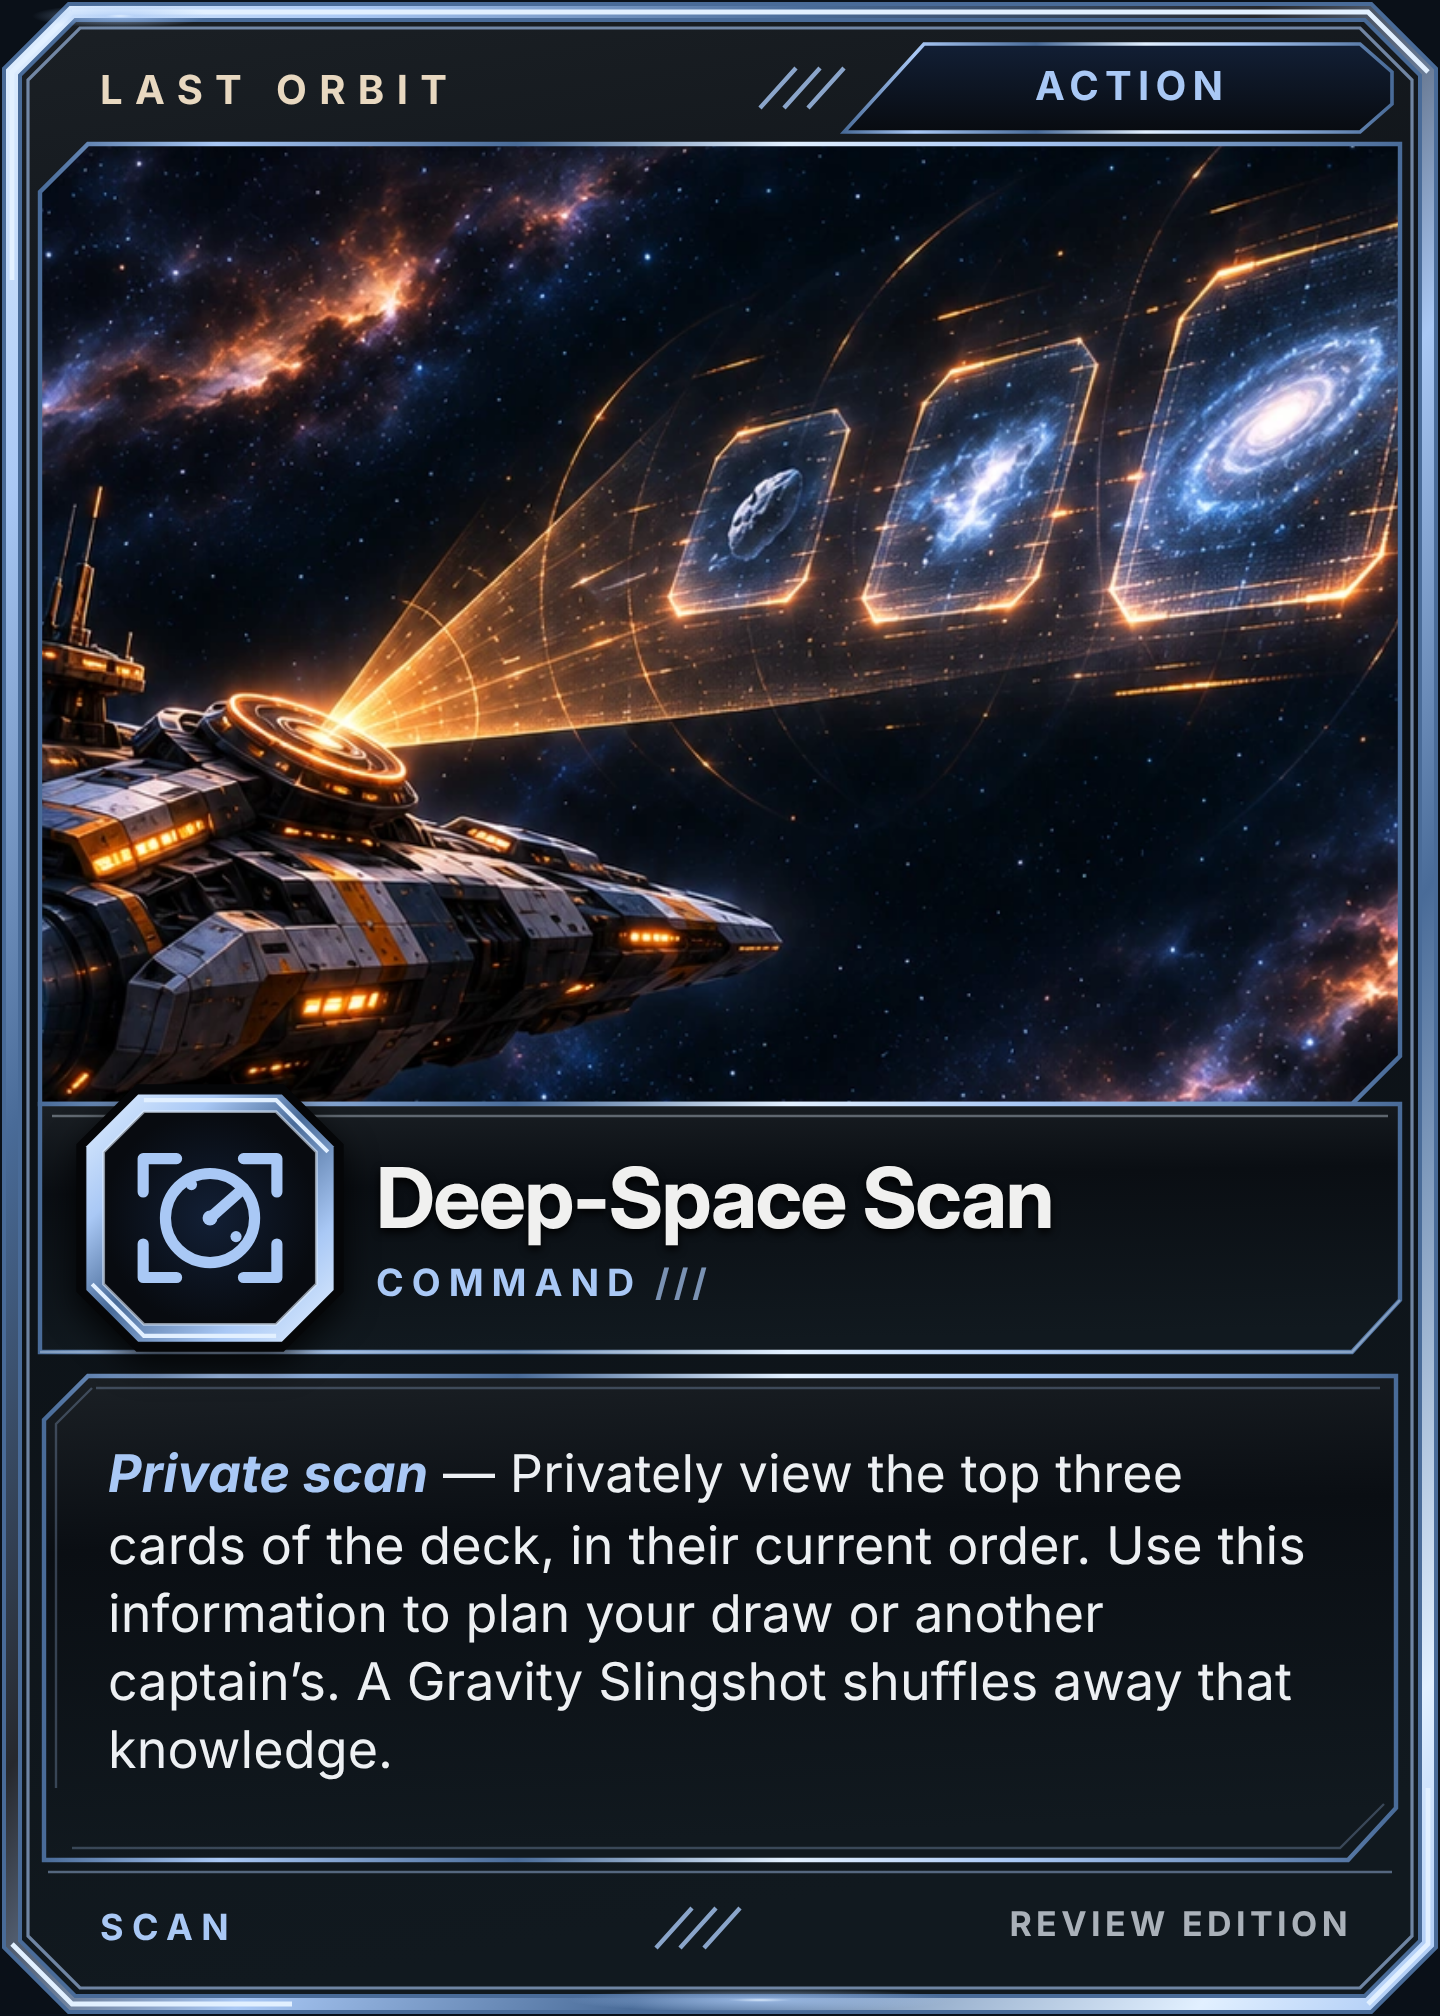 LAST ORBIT
ACTION
Deep-Space Scan
COMMAND ///
Private scan — Privately view the top three
cards of the deck, in their current order. Use this
information to plan your draw or another
captain’s. A Gravity Slingshot shuffles away that
knowledge.
SCAN
REVIEW EDITION